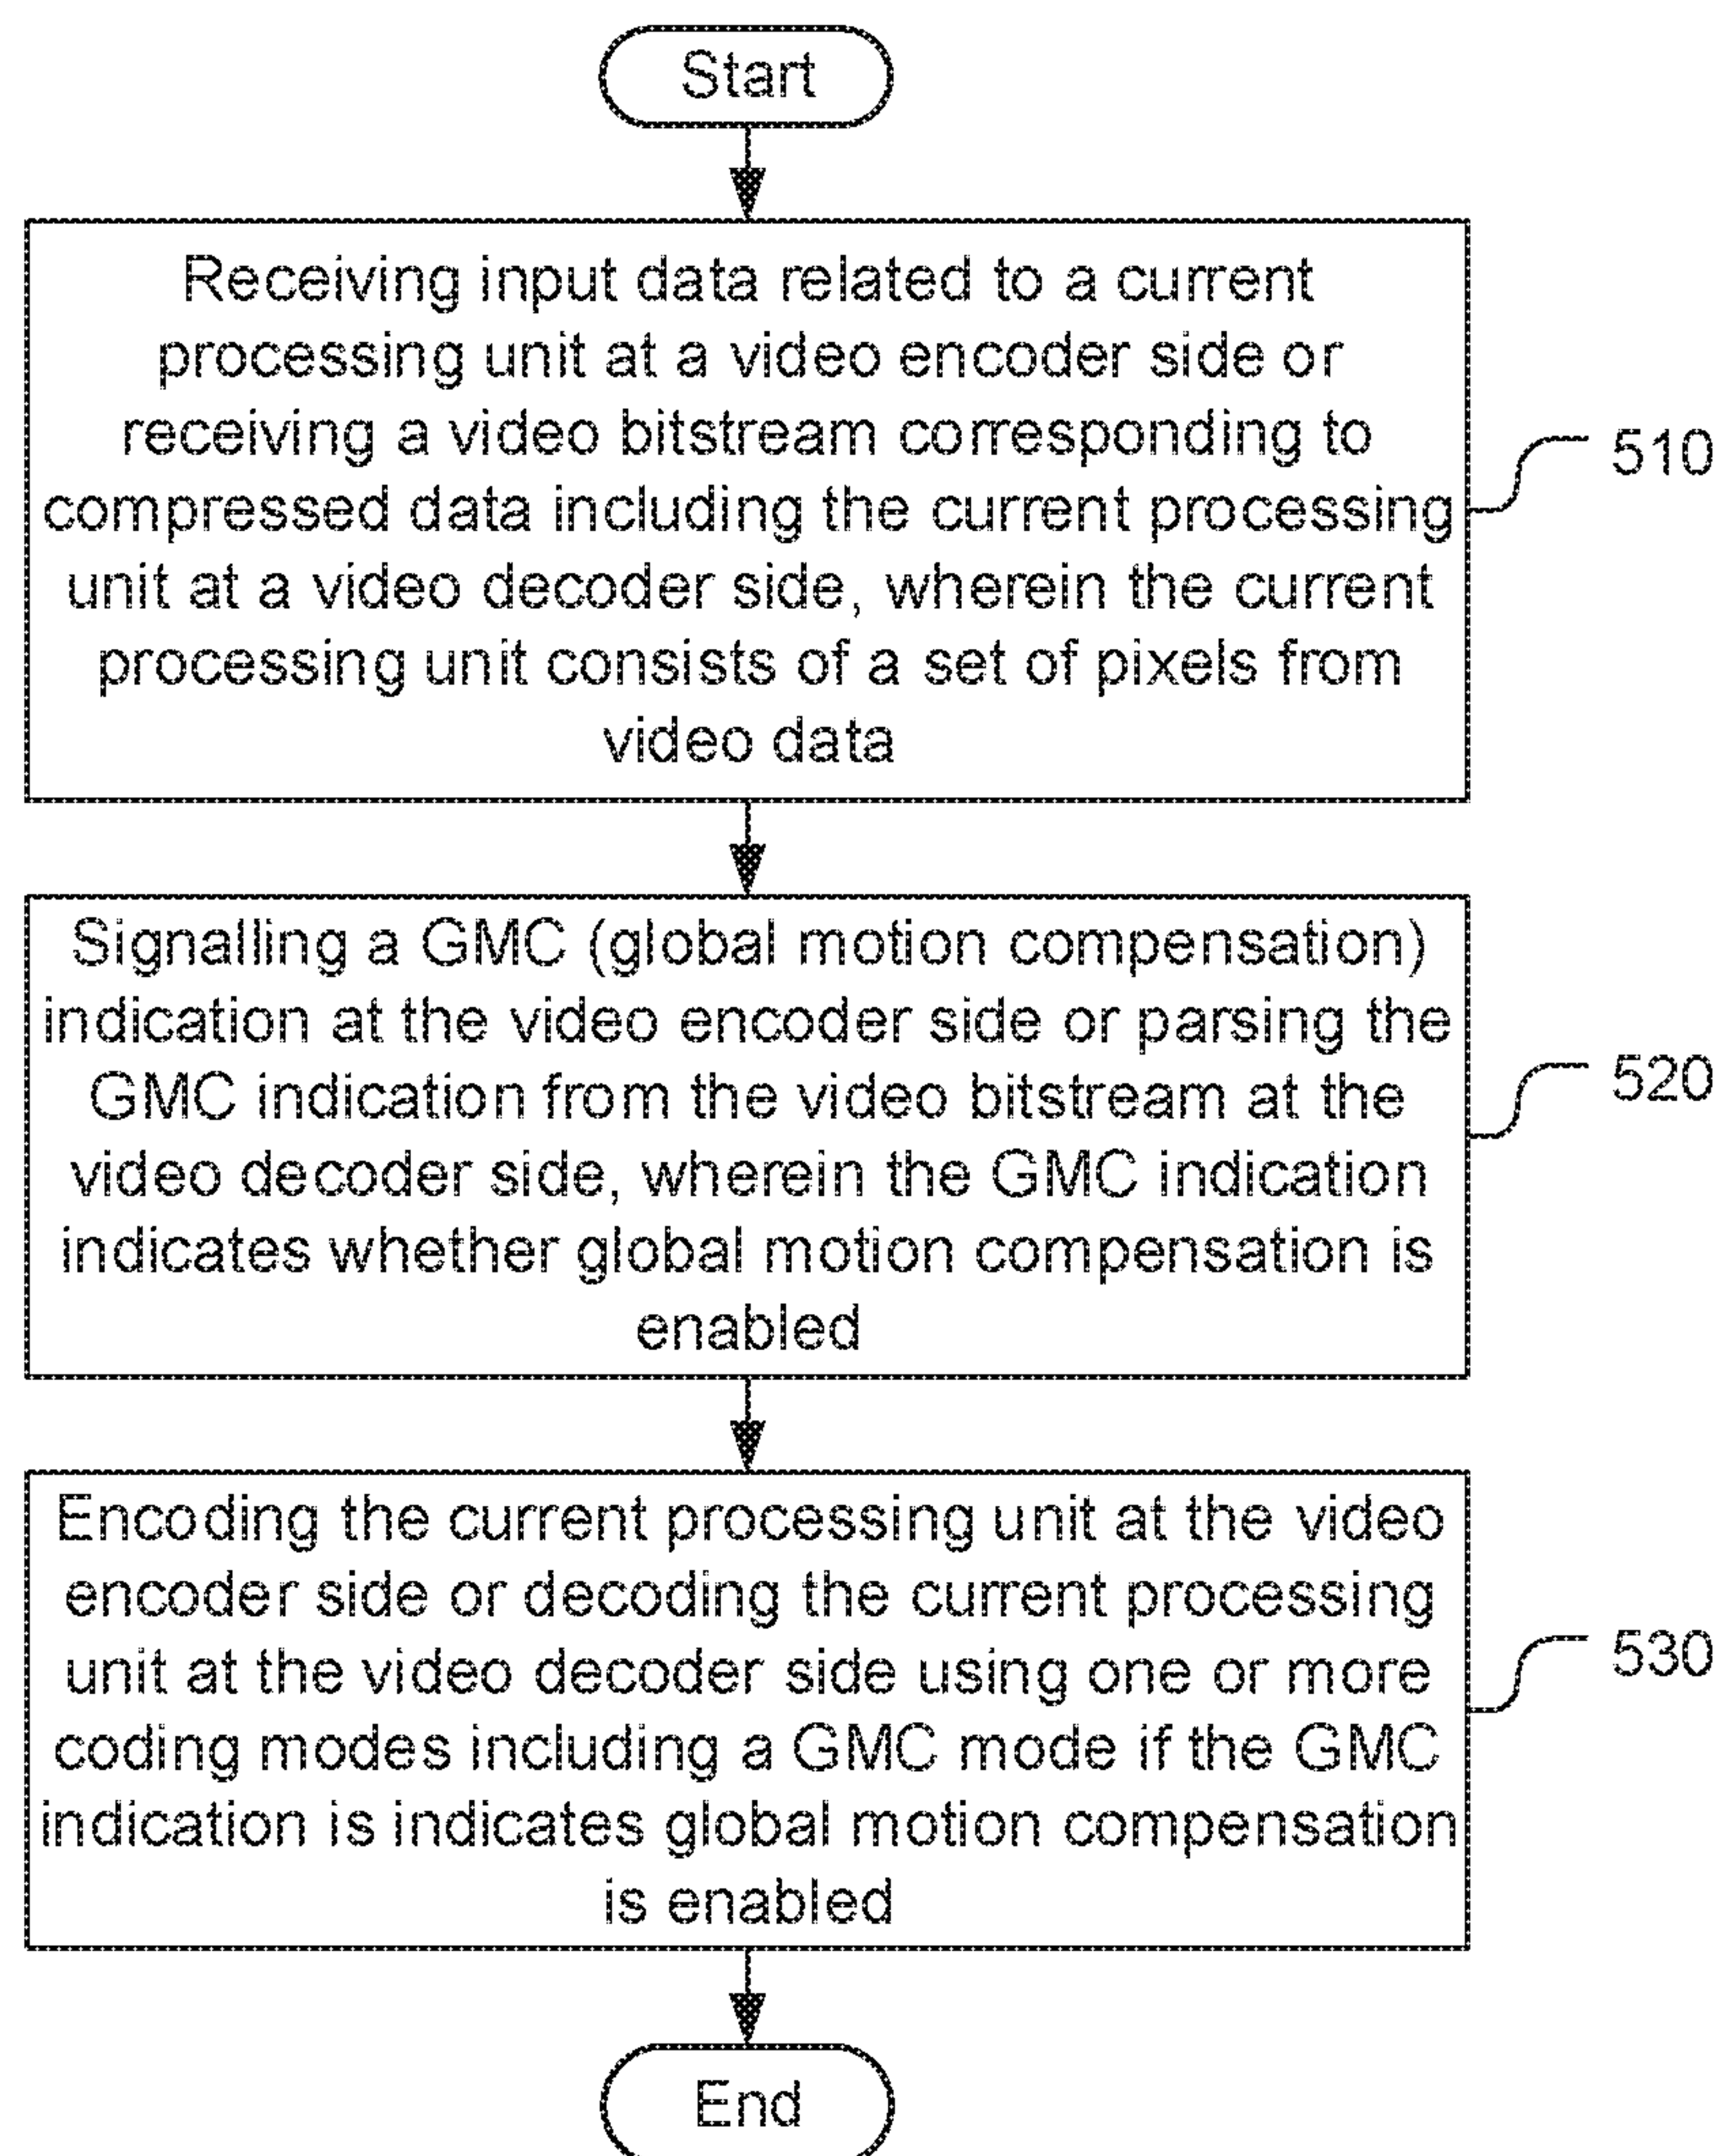 Start
Receiving input data related to a current
processing unit at a video encoder side or
receiving a video bitstream corresponding to
compressed data including the current processing
unit at a video decoder side, wherein the current
processing unit consists of a set of pixels from
video data
510
Signalling a GMC (global motion compensation)
indication at the video encoder side or parsing the
GMC indication from the video bitstream at the
video decoder side, wherein the GMC indication
indicates whether global motion compensation is
enabled
520
Encoding the current processing unit at the video
encoder side or decoding the current processing
unit at the video decoder side using one or more
coding modes including a GMC mode if the GMC
indication is indicates global motion compensation
is enabled
530
End